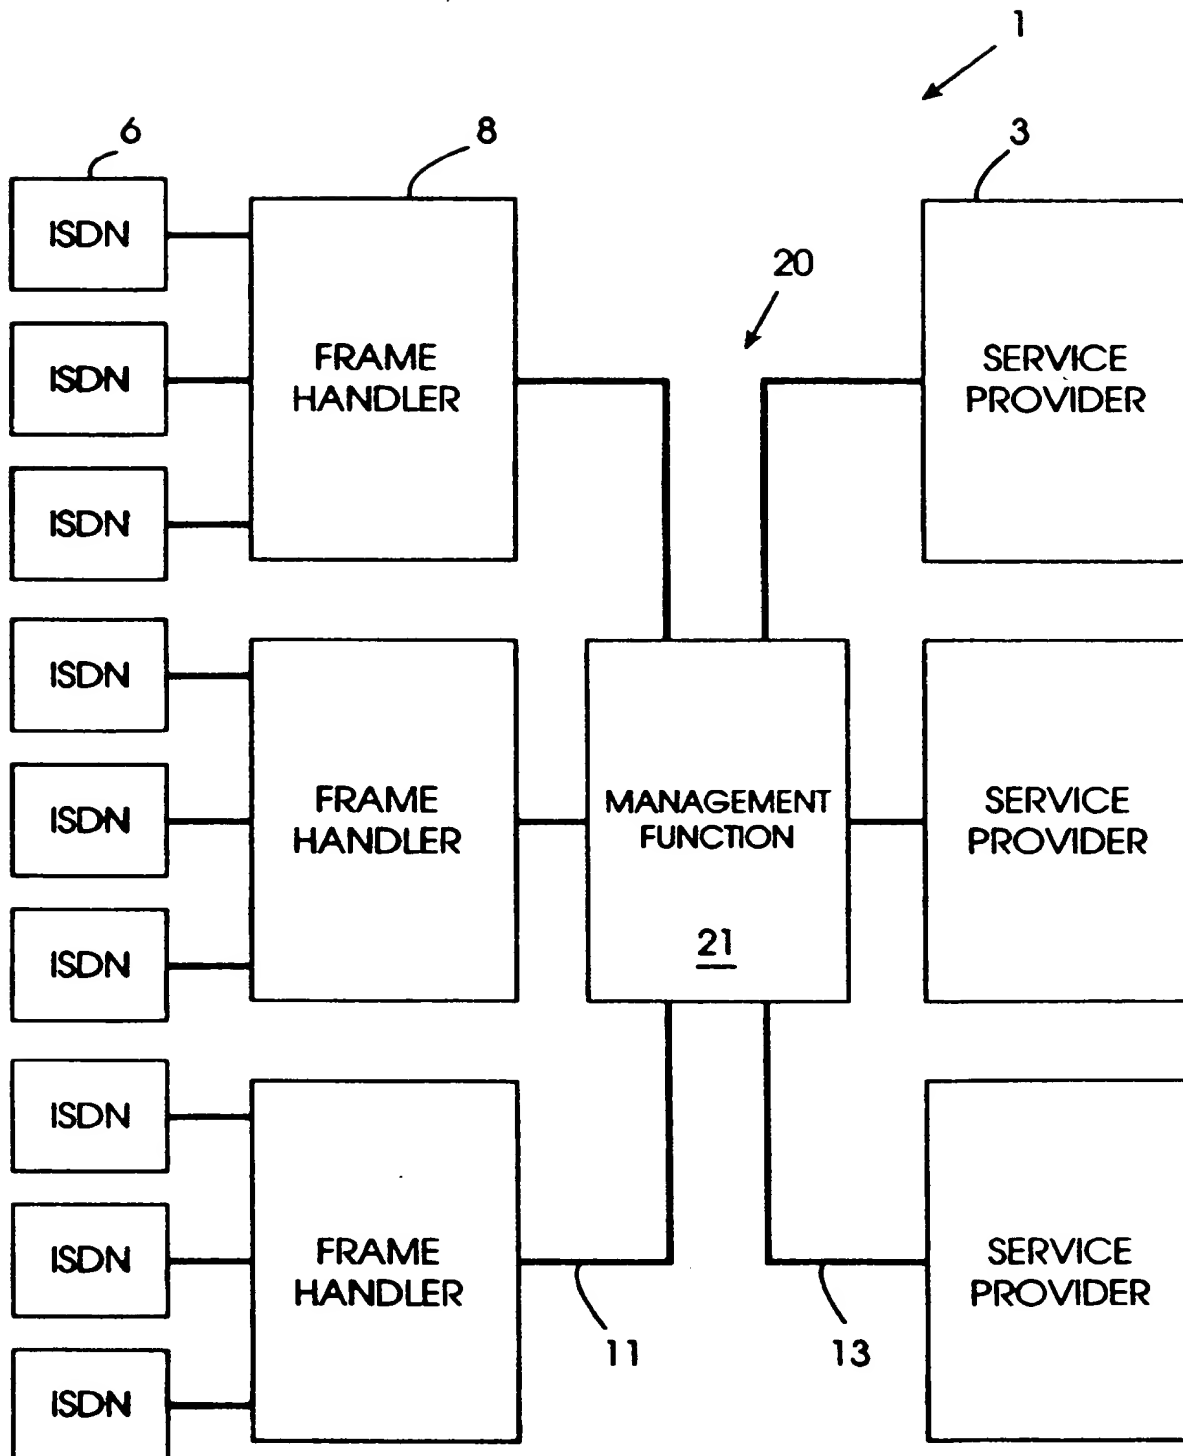 1
6
8
3
ISDN
ISDN
ISDN
FRAME
HANDLER
20
SERVICE
PROVIDER
ISDN
ISDN
ISDN
FRAME
HANDLER
MANAGEMENT
FUNCTION
21
SERVICE
PROVIDER
ISDN
ISDN
ISDN
FRAME
HANDLER
11
13
SERVICE
PROVIDER